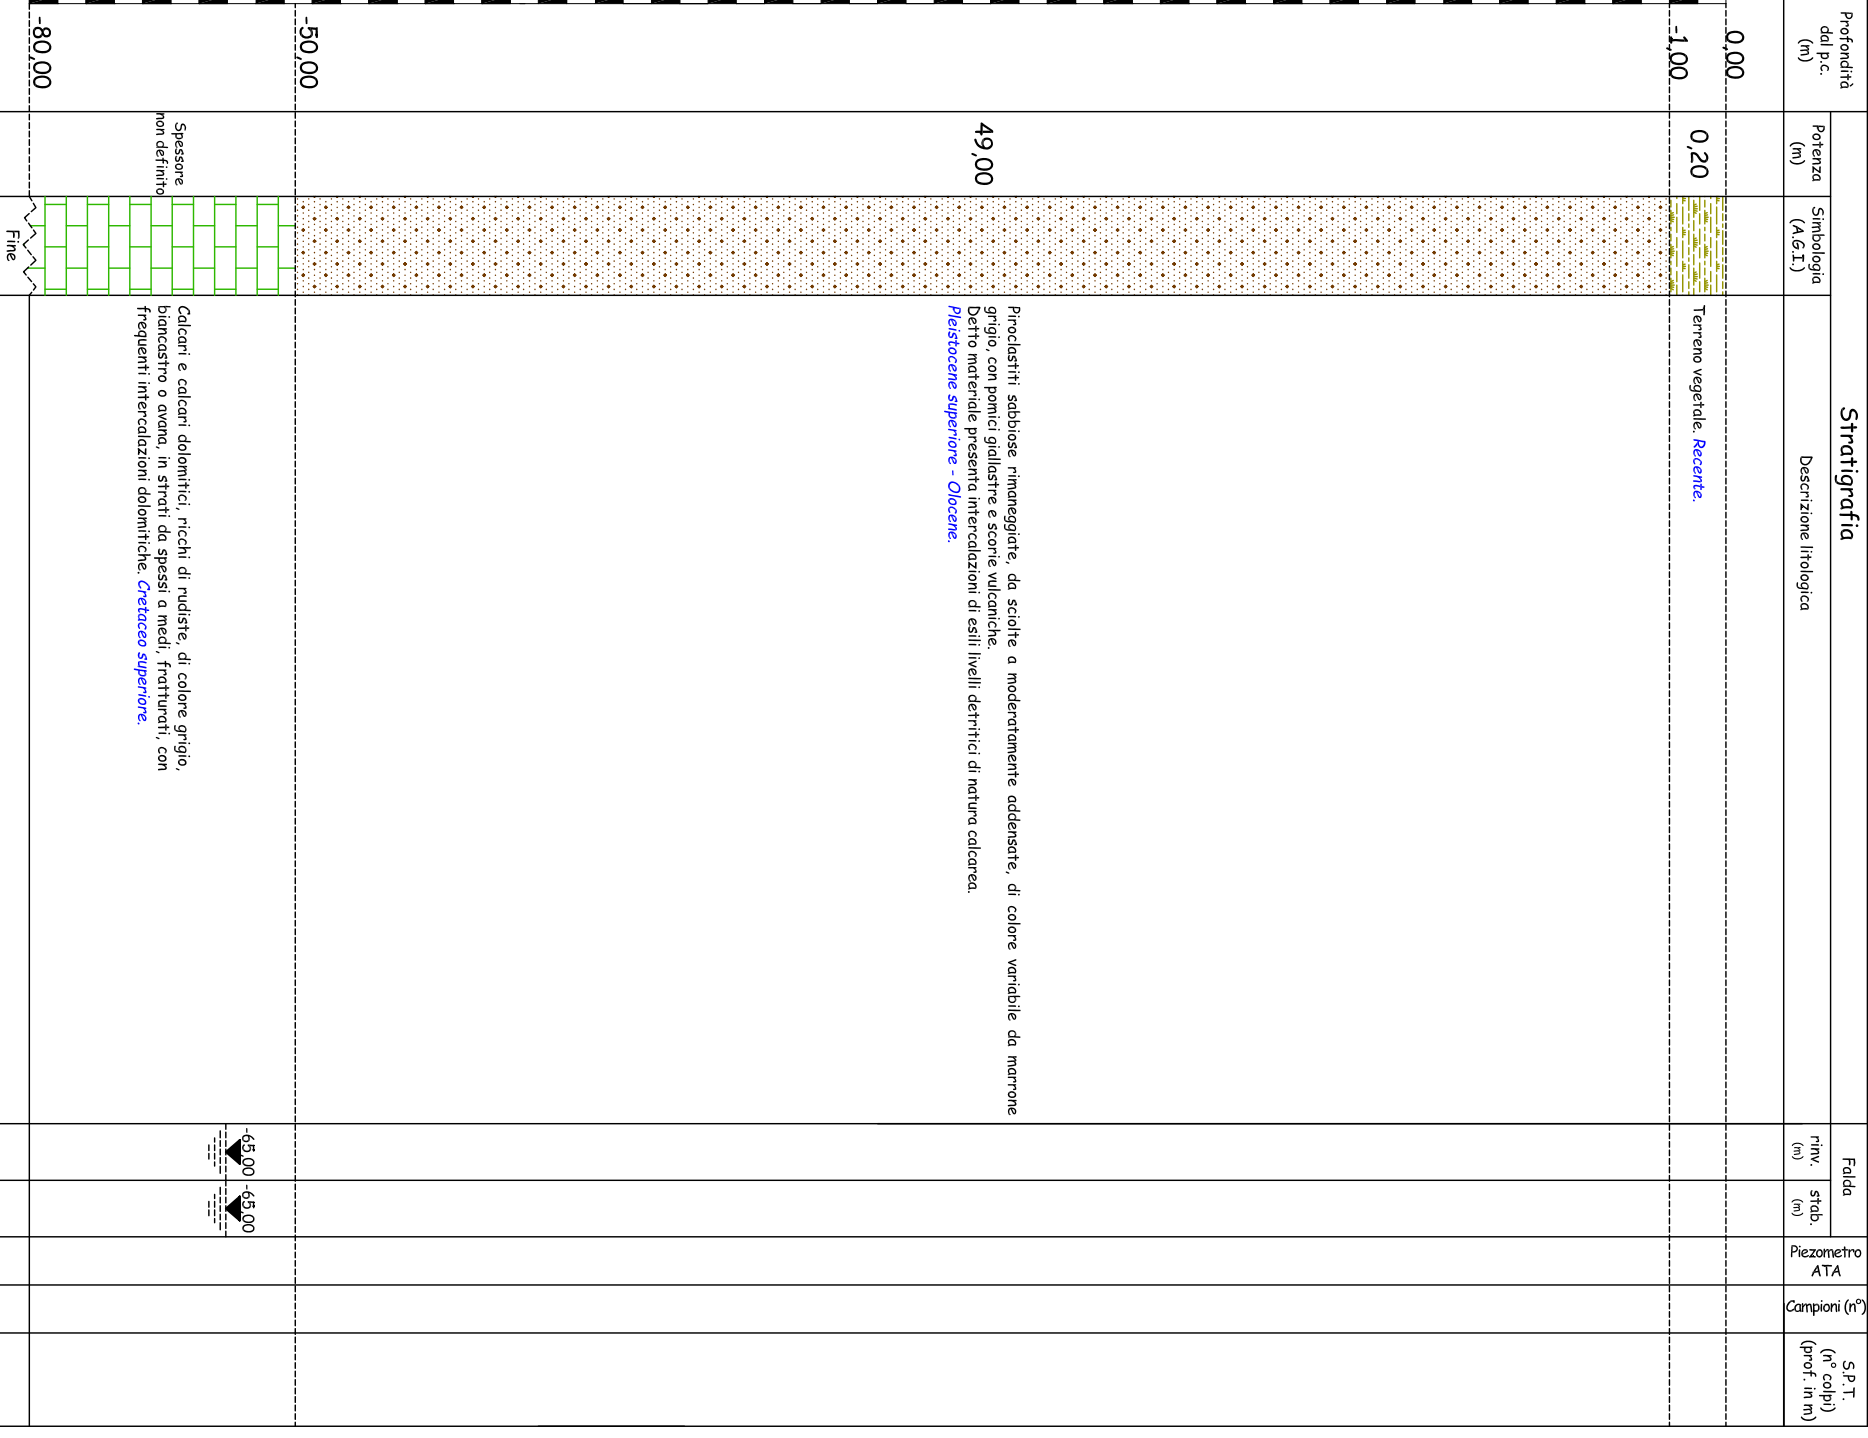 Stratigrafia
Falda
Profondità
dal p.c.
(m)
Potenza
(m)
Simbologia
(A.G.I.)
Descrizione litologica
rinv.
(m)
stab.
(m)
Piezometro
ATA
Campioni (n°)
S.P.T.
(n° colpi)
(prof. in m)
0,00
0,20
Terreno vegetale. Recente.
-1,00
49,00
Piroclastiti sabbiose rimaneggiate, da sciolte a moderatamente addensate, di colore variabile da marrone
grigio, con pomici giallastre e scorie vulcaniche.
Detto materiale presenta intercalazioni di esili livelli detritici di natura calcarea.
Pleistocene superiore - Olocene.
-50,00
-65,00
-65,00
Spessore
non definito
Calcari e calcari dolomitici, ricchi di rudiste, di colore grigio,
biancastro o avana, in strati da spessi a medi, fratturati, con
frequenti intercalazioni dolomitiche. Cretaceo superiore.
-80,00
Fine